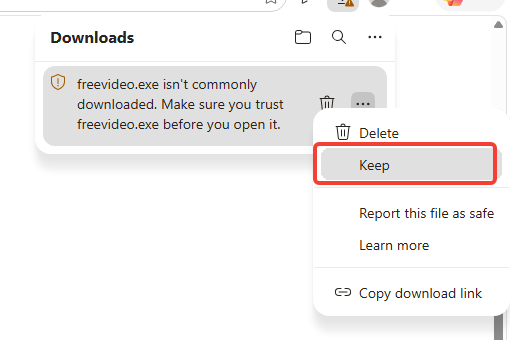 Downloads
freevideo.exe isn't commonly
downloaded. Make sure you trust
freevideo.exe before you open it.
Delete
Keep
Report this file as safe
Learn more
Copy download link